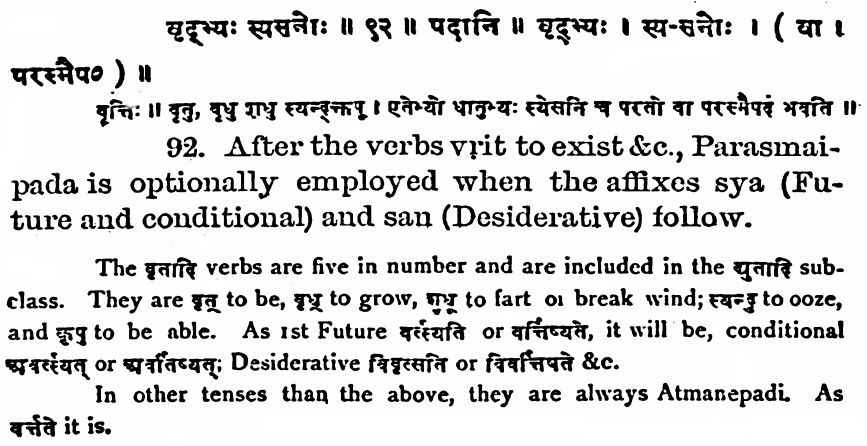 वृद्भ्यः स्यसनोः ॥ ९२ ॥ पदानि ॥ वृद्भ्यः । स्य-सनोः । ( वा ।
परस्मैप० ) ॥
वृत्तिः ॥ वृतु, वृधु शृधु स्यन्दूकृपू । एतेभ्यो धातुभ्यः स्येसनि च परतो वा परस्मैपदं भवति ॥
92. After the verbs vṛit to exist &c., Parasmai-
pada is optionally employed when the affixes sya (Fu-
ture and conditional) and san (Desiderative) follow.
The वृतादि verbs are five in number and are included in the द्युतादि sub-
class. They are वृतू to be, वृधू to grow, शृधू to fart or break wind; स्यन्दू to ooze,
and कृपू to be able. As 1st Future वर्त्स्यति or वर्त्तिष्यते, it will be, conditional
अवर्त्स्यत् or अवर्तिष्यत्; Desiderative विवृत्सति or विवर्त्तिषते &c.
In other tenses than the above, they are always Atmanepadi. As
वर्त्तते it is.